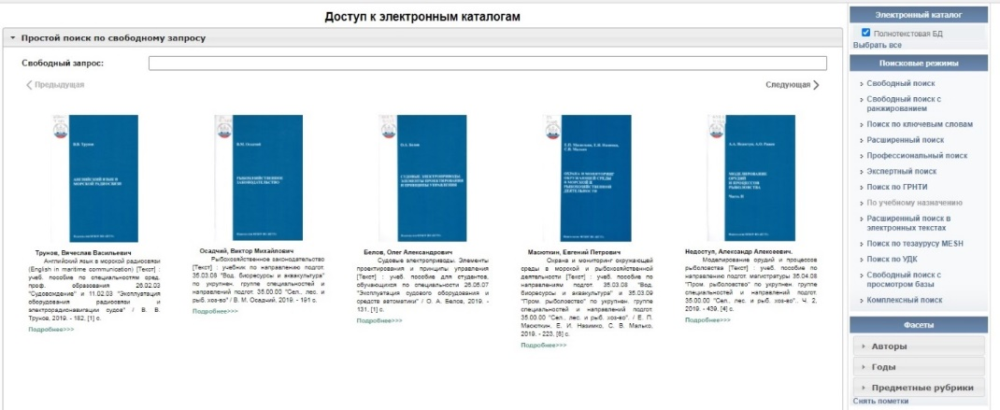 Доступ к электронным каталогам
Простой поиск по свободному запросу
Свободный запрос:
Предыдущая
Следующая
В.В. Трунов
АНГЛИЙСКИЙ ЯЗЫК В
МОРСКОЙ РАДИОСВЯЗИ
В.М. Осадчий
РЫБОХОЗЯЙСТВЕННОЕ
ЗАКОНОДАТЕЛЬСТВО
О.А. Белов
СУДОВЫЕ ЭЛЕКТРОПРИВОДЫ
ЭЛЕМЕНТЫ ПРОЕКТИРОВАНИЯ
И ПРИНЦИПЫ УПРАВЛЕНИЯ
ОХРАНА И МОНИТОРИНГ
ОКРУЖАЮЩЕЙ СРЕДЫ
В МОРСКОЙ И
РЫБОХОЗЯЙСТВЕННОЙ
ДЕЯТЕЛЬНОСТИ
МОДЕЛИРОВАНИЕ
ОРУДИЙ
И ПРОЦЕССОВ
РЫБОЛОВСТВА
Часть II
Трунов, Вячеслав Васильевич
Английский язык в морской радиосвязи
(English in maritime communication) [Текст] :
учеб. пособие по специальностям сред.
проф. образования 26.02.03
"Судовождение" и 11.02.03 "Эксплуатация
оборудования радиосвязи и
электрорадионавигации судов" / В. В.
Трунов, 2019. - 182, [1] с.
Подробнее>>>
Осадчий, Виктор Михайлович
Рыбохозяйственное законодательство
[Текст] : учебник по направлению подгот.
35.03.08 "Вод. биоресурсы и аквакультура"
по укрупнен. группе специальностей и
направлений подгот. 35.00.00 "Сел., лес. и
рыб. хоз-во" / В. М. Осадчий, 2019. - 191 с.
Подробнее>>>
Белов, Олег Александрович
Судовые электроприводы. Элементы
проектирования и принципы управления
[Текст] : учеб. пособие для студентов,
обучающихся по специальности 26.05.07
"Эксплуатация судового оборудования и
средств автоматики" / О. А. Белов, 2019. -
131, [1] с.
Подробнее>>>
Масюткин, Евгений Петрович
Охрана и мониторинг окружающей
среды в морской и рыбохозяйственной
деятельности [Текст] : учеб. пособие по
направлениям подгот. 35.03.08 "Вод.
биоресурсы и аквакультура" и 35.03.09
"Пром. рыболовство" по укрупнен. группе
специальностей и направлений подгот.
35.00.00 "Сел., лес. и рыб. хоз-во". / Е. П.
Масюткин, Е. И. Назимко, С. В. Малько,
2019. - 223, [6] с.
Подробнее>>>
Недоступ, Александр Алексеевич.
Моделирование орудий и процессов
рыболовства [Текст] : учеб. пособие по
направлению подгот. магистратуры 35.04.08
"Пром. рыболовство" по укрупнен. группе
специальностей и направлений подгот.
35.00.00 "Сел., лес. и рыб. хоз-во".. Ч. 2,
2019. - 439, [4] с.
Подробнее>>>
Электронный каталог
Полнотекстовая БД
Выбрать все
Поисковые режимы
Свободный поиск
Свободный поиск с
ранжированием
Поиск по ключевым словам
Расширенный поиск
Профессиональный поиск
Экспертный поиск
Поиск по ГРНТИ
По учебному назначению
Расширенный поиск в
электронных текстах
Поиск по тезаурусу MESH
Поиск по УДК
Свободный поиск с
просмотром базы
Комплексный поиск
Фасеты
Авторы
Годы
Предметные рубрики
Снять пометки